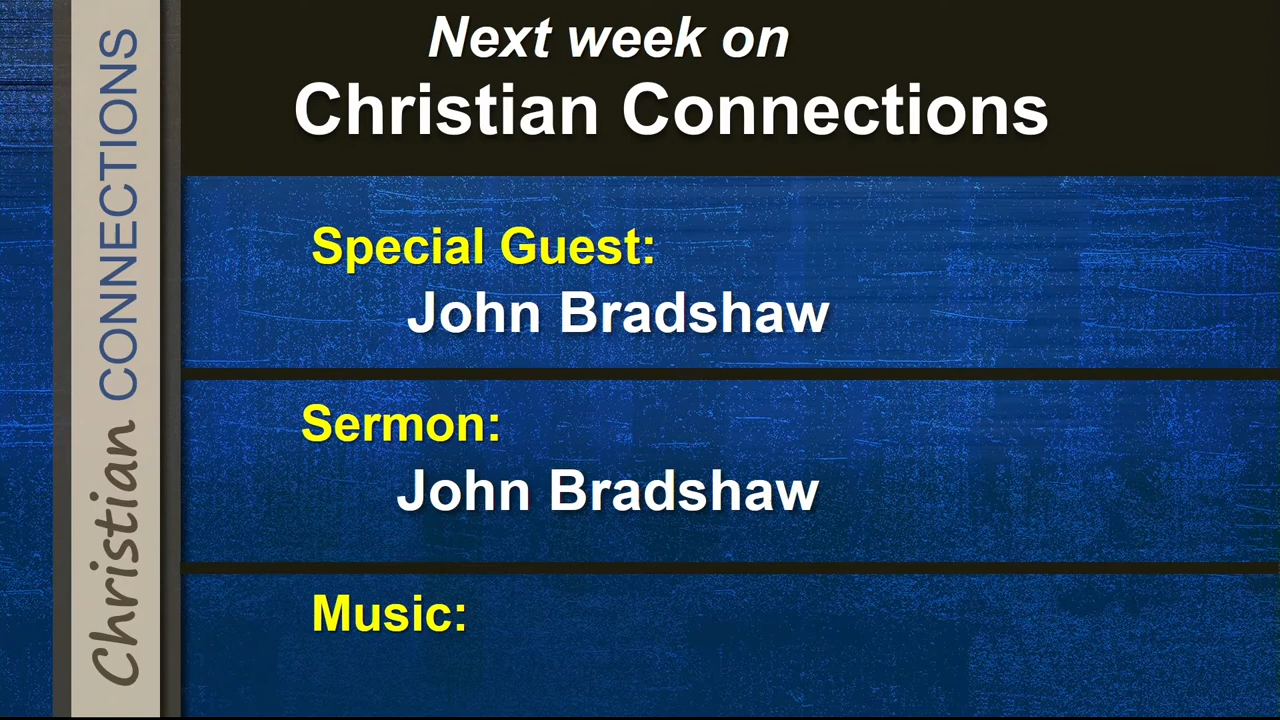 Christian CONNECTIONS
Next week on
Christian Connections
Special Guest:
John Bradshaw
Sermon:
John Bradshaw
Music: